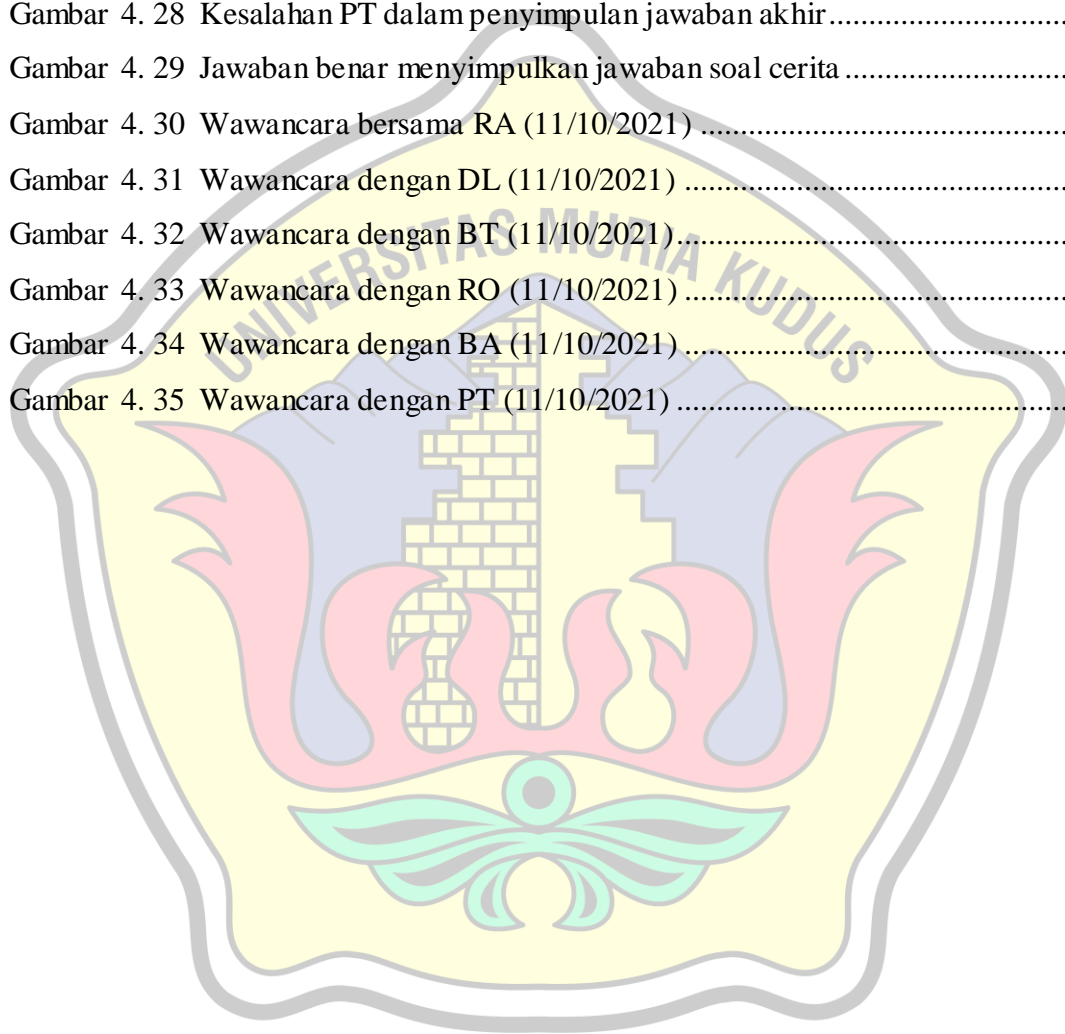 Gambar 4. 28 Kesalahan PT dalam penyimpulan jawaban akhir...............................
Gambar 4. 29 Jawaban benar menyimpulkan jawaban soal cerita............................
Gambar 4. 30 Wawancara bersama RA (11/10/2021) ................................................
Gambar 4. 31 Wawancara dengan DL (11/10/2021) ..................................................
Gambar 4. 32 Wawancara dengan BT (11/10/2021)...................................................
Gambar 4. 33 Wawancara dengan RO (11/10/2021) ..................................................
Gambar 4. 34 Wawancara dengan BA (11/10/2021) ..................................................
Gambar 4. 35 Wawancara dengan PT (11/10/2021) ...................................................
UNIVERSITAS MURIA KUDUS